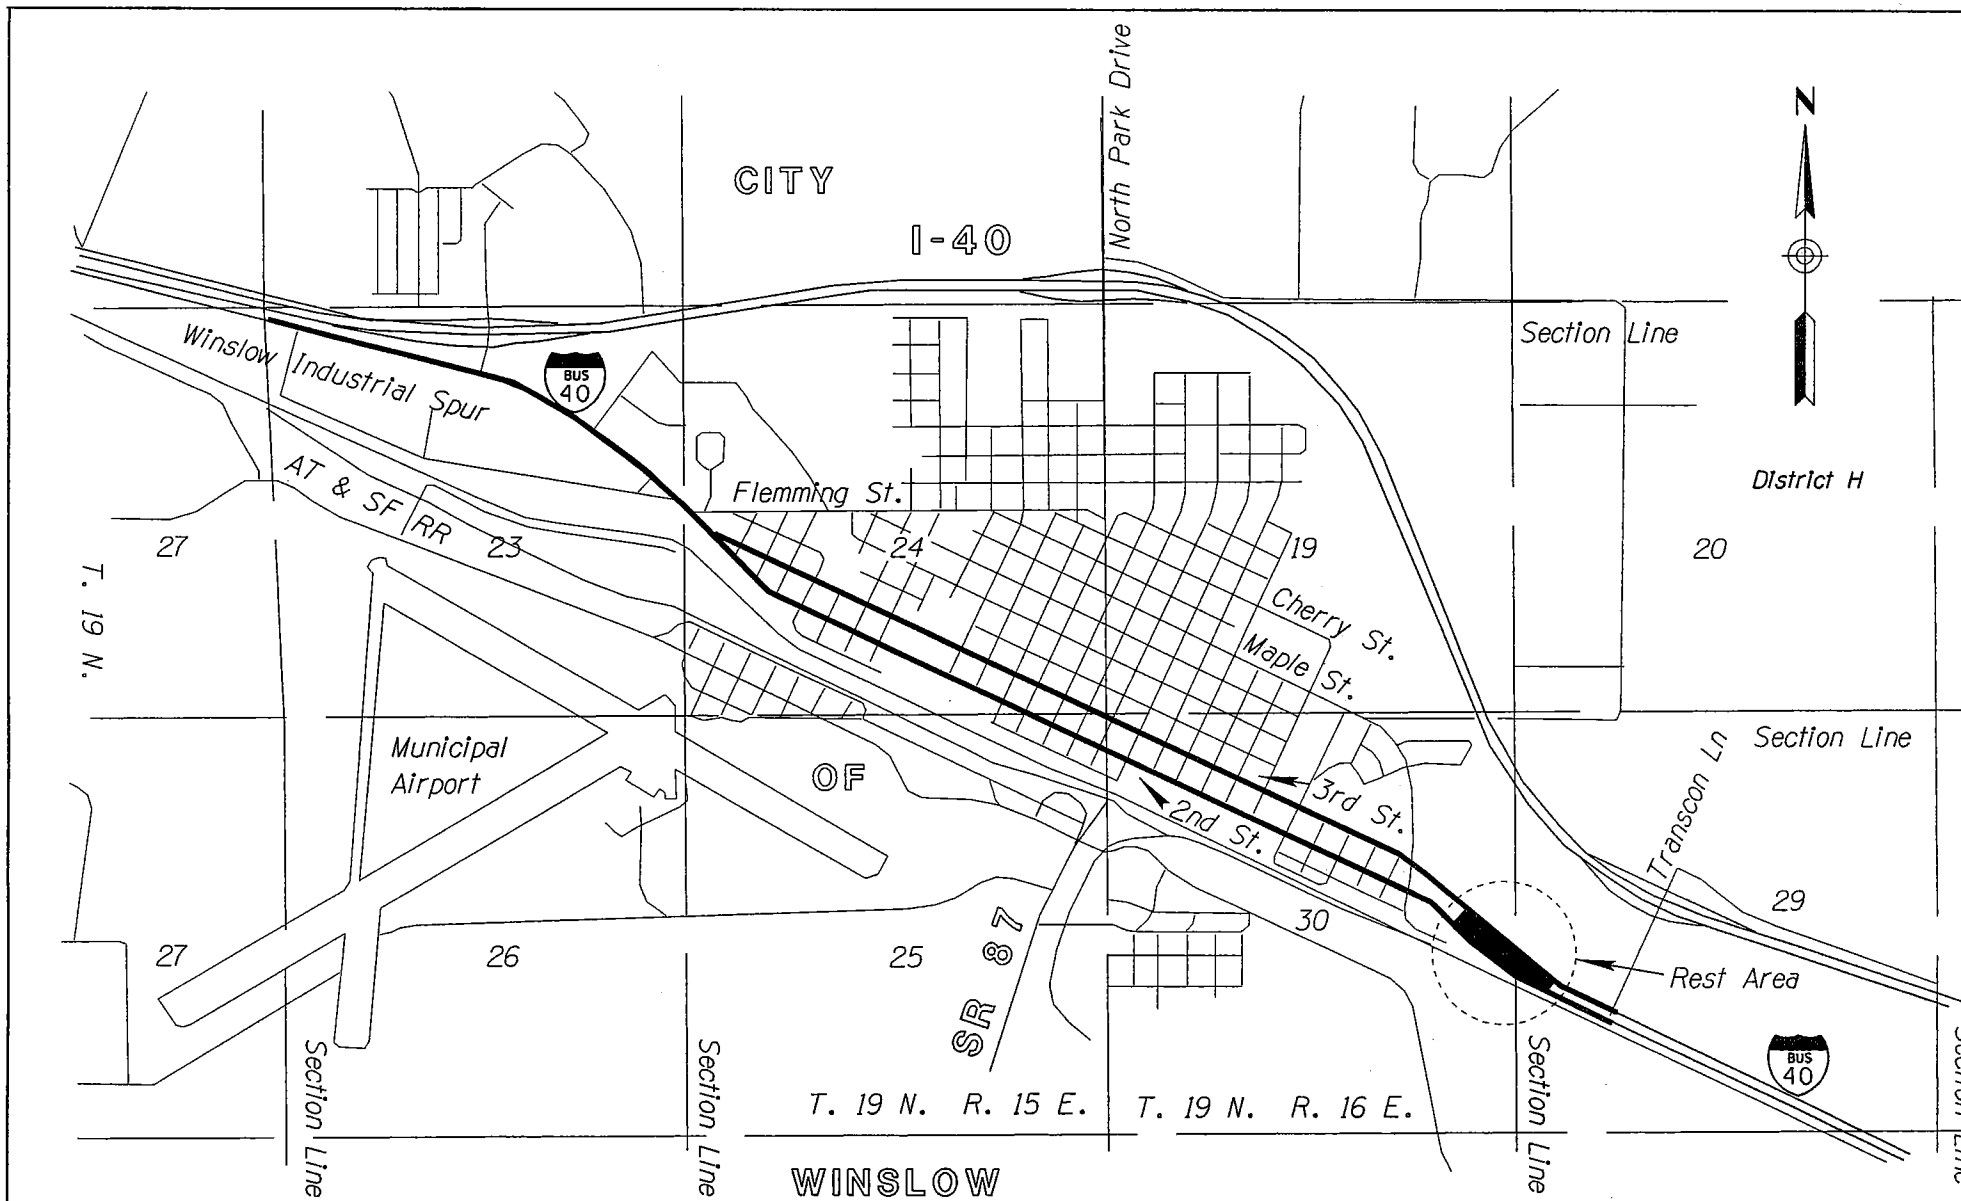 North Park Drive
N
CITY
I-40
Section Line
Winslow Industrial Spur
BUS
40
AT & SF RR
Flemming St.
District H
27
23
24
19
20
T. 19 N.
Cherry St.
Maple St.
Municipal
Airport
OF
Section Line
Transcon Ln
3rd St.
2nd St.
27
26
25
SR 87
30
29
Rest Area
BUS
40
Section Line
Section Line
Section Line
T. 19 N. R. 15 E.
T. 19 N. R. 16 E.
WINSLOW